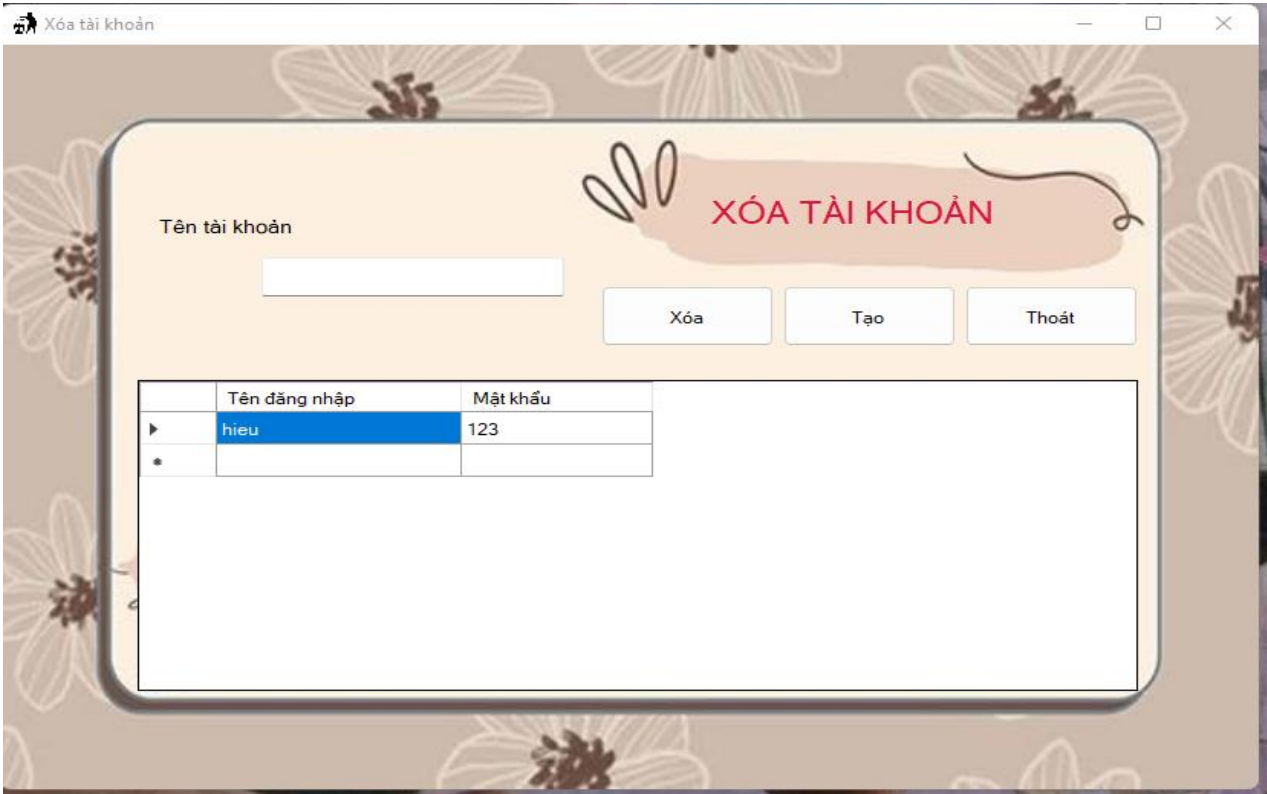 Xóa tài khoản
XÓA TÀI KHOẢN
Tên tài khoản
Xóa Tạo Thoát
Tên đăng nhập Mật khẩu
hieu 123